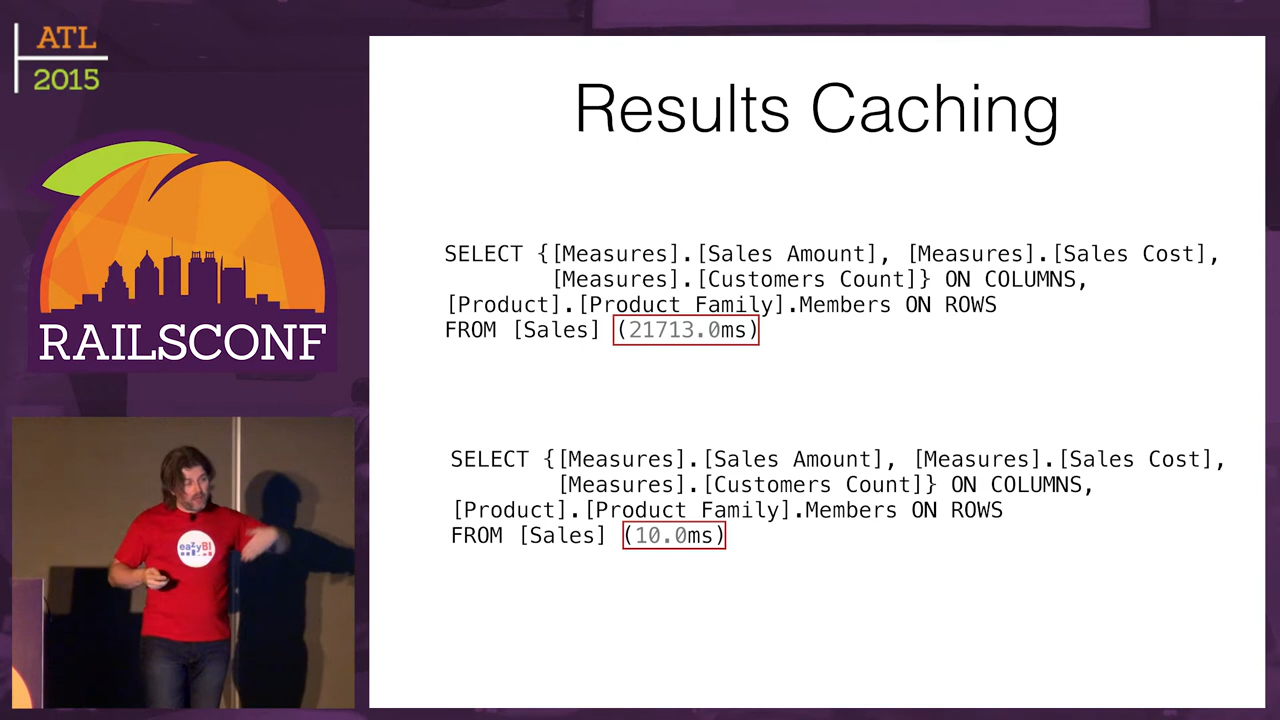 ATL
2015
RAILSCONF
eazyBI
Results Caching
SELECT {[Measures].[Sales Amount], [Measures].[Sales Cost],
[Measures].[Customers Count]} ON COLUMNS,
[Product].[Product Family].Members ON ROWS
FROM [Sales] (21713.0ms)
SELECT {[Measures].[Sales Amount], [Measures].[Sales Cost],
[Measures].[Customers Count]} ON COLUMNS,
[Product].[Product Family].Members ON ROWS
FROM [Sales] (10.0ms)